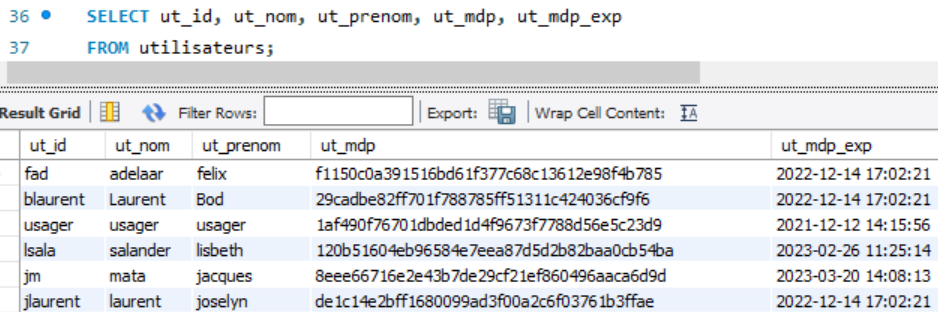 36 SELECT ut_id, ut_nom, ut_prenom, ut_mdp, ut_mdp_exp
37 FROM utilisateurs;
Result Grid Filter Rows: Export: Wrap Cell Content: IA
ut_id ut_nom ut_prenom ut_mdp ut_mdp_exp
fad adelaar felix f1150c0a391516bd61f377c68c13612e98f4b785 2022-12-14 17:02:21
blaurent Laurent Bod 29cadbe82ff701f788785ff51311c424036cf9f6 2022-12-14 17:02:21
usager usager usager 1af490f76701dbded1d4f9673f7788d56e5c23d9 2021-12-12 14:15:56
lsala salander lisbeth 120b51604eb96584e7eea87d5d2b82baa0cb54ba 2023-02-26 11:25:14
jm mata jacques 8eee66716e2e43b7de29cf21ef860496aaca6d9d 2023-03-20 14:08:13
jlaurent laurent joselyn de1c14e2bff1680099ad3f00a2c6f03761b3ffae 2022-12-14 17:02:21